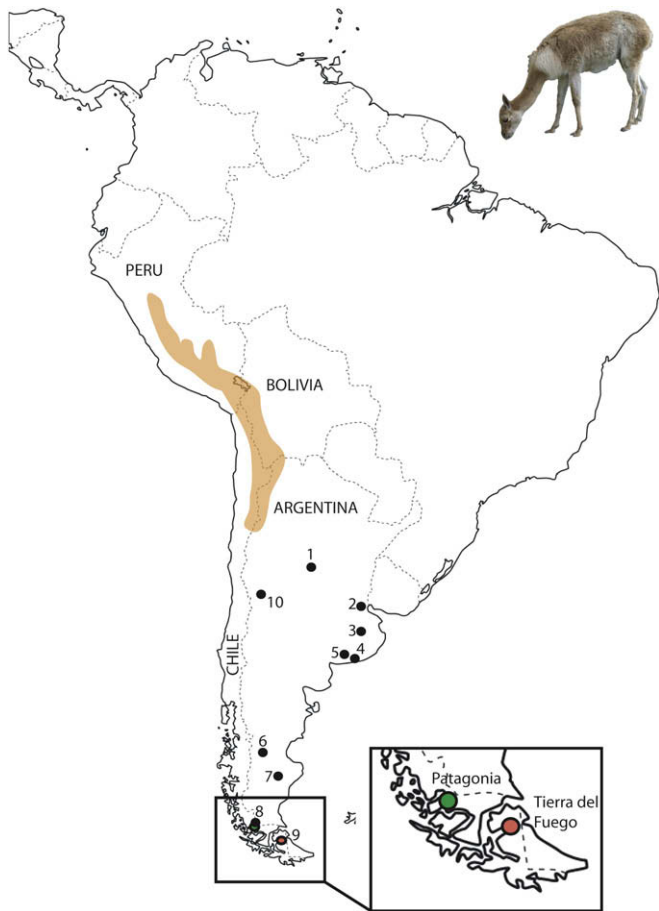 PERU
BOLIVIA
ARGENTINA
1
10
2
3
5
4
CHILE
6
7
8
9
Patagonia
Tierra del
Fuego